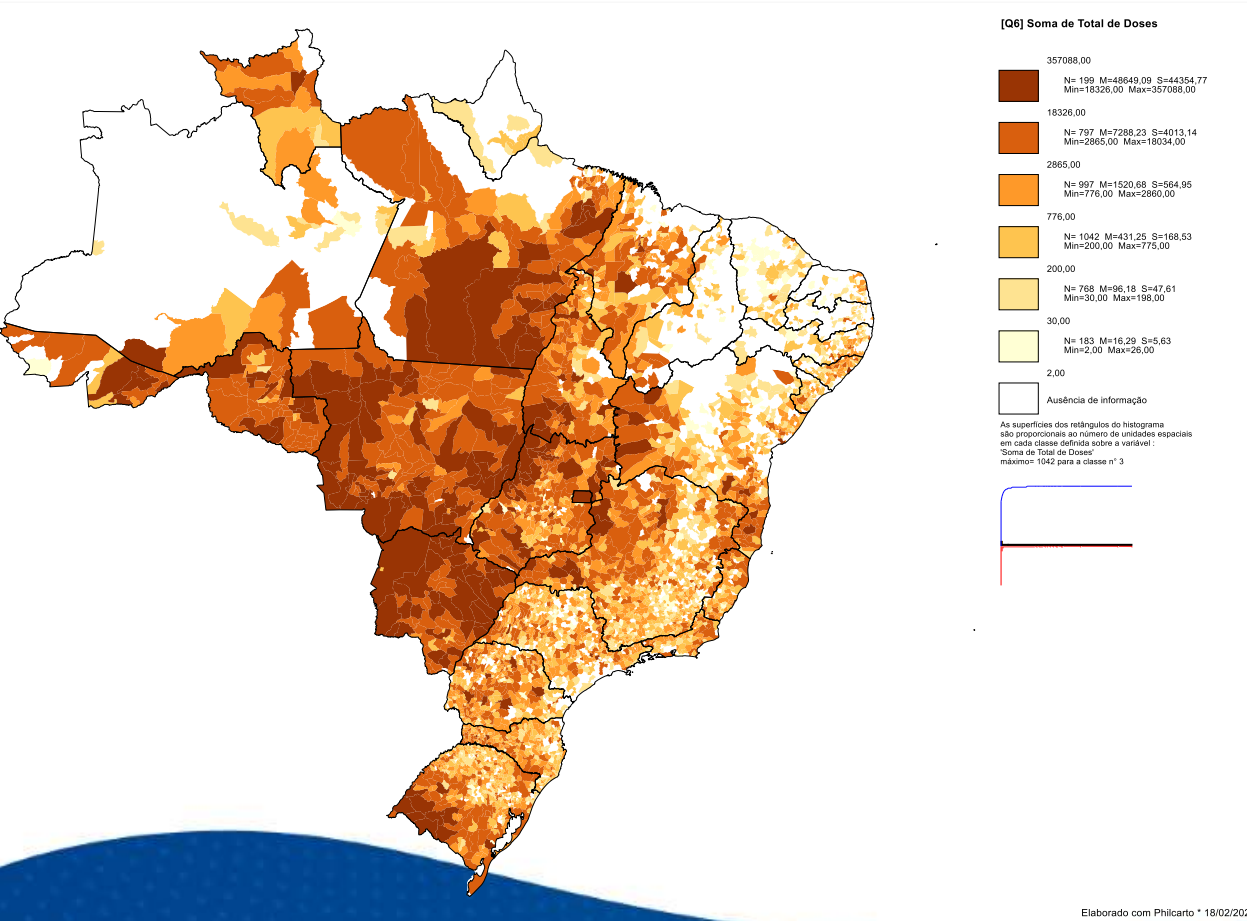 [Q6] Soma de Total de Doses
357088,00
N= 199 M=48649,09 S=44354,77
Min=18326,00 Max=357088,00
18326,00
N= 797 M=7288,23 S=4013,14
Min=2865,00 Max=18034,00
2865,00
N= 997 M=1520,68 S=564,95
Min=776,00 Max=2860,00
776,00
N= 1042 M=431,25 S=168,53
Min=200,00 Max=775,00
200,00
N= 768 M=96,18 S=47,61
Min=30,00 Max=198,00
30,00
N= 183 M=16,29 S=5,63
Min=2,00 Max=26,00
2,00
Ausência de informação
As superfícies dos retângulos do histograma
são proporcionais ao número de unidades espaciais
em cada classe definida sobre a variável :
'Soma de Total de Doses'
máximo= 1042 para a classe n° 3
Elaborado com Philcarto * 18/02/202